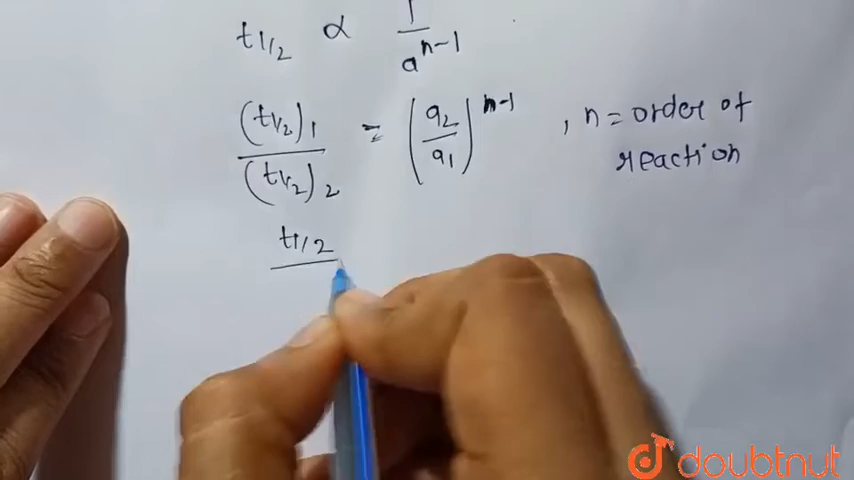 t1/2 ∝ 1/a^n-1
(t1/2)1/(t1/2)2 = (a2/a1)^n-1 , n = order of
reaction
t1/2
doubtnut